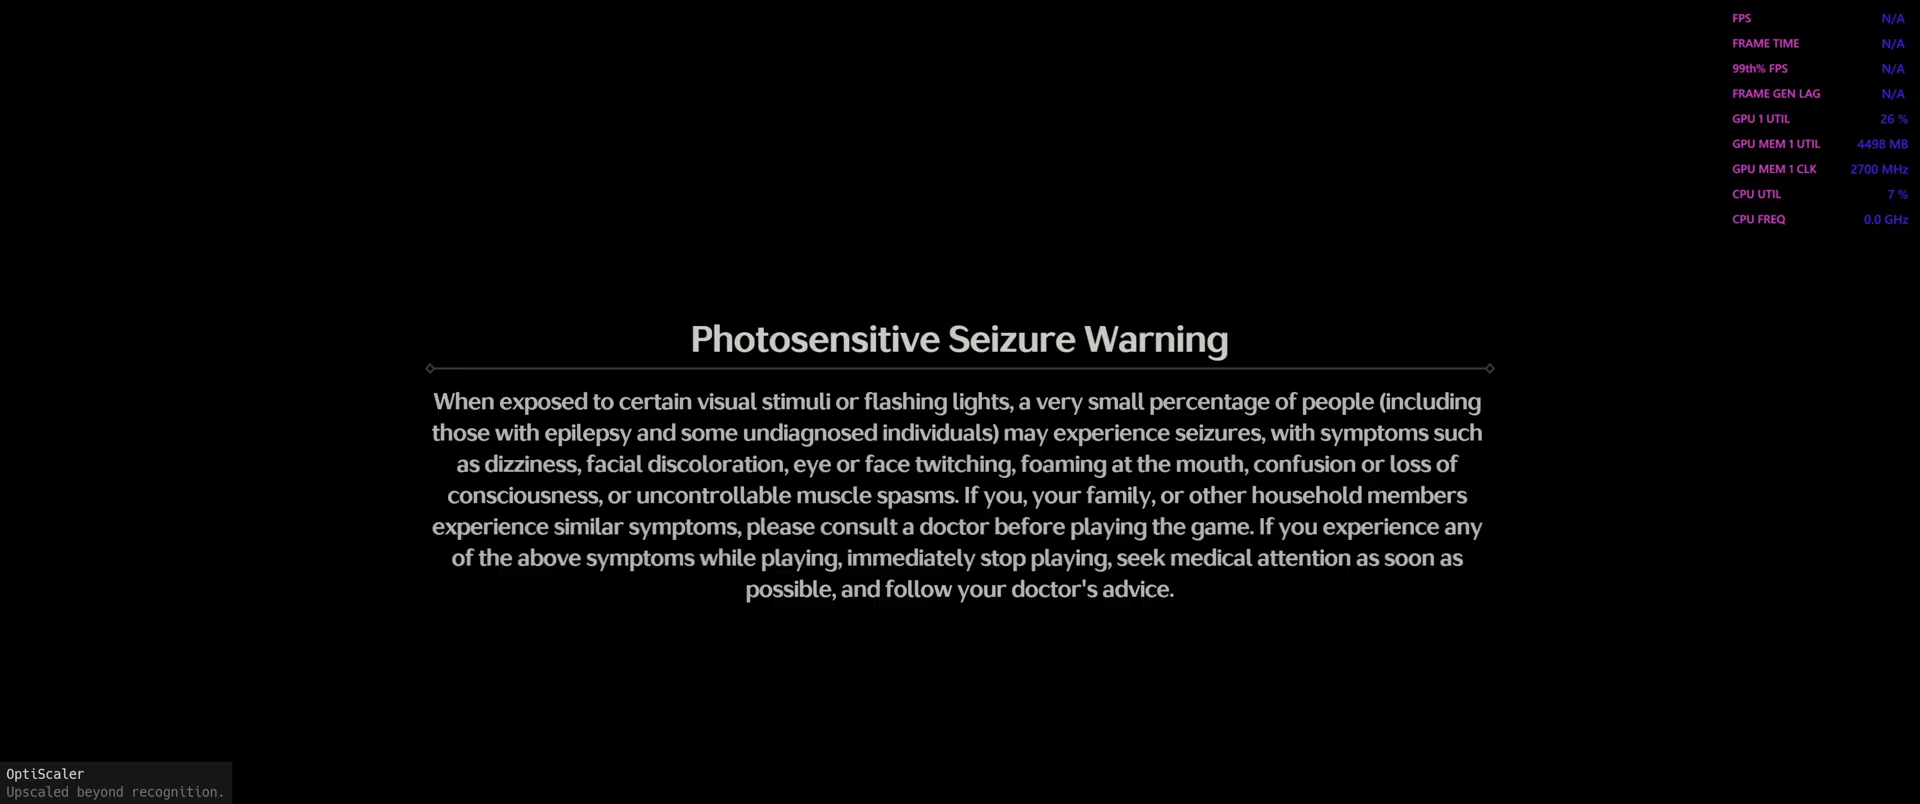 FPS N/A
FRAME TIME N/A
99th% FPS N/A
FRAME GEN LAG N/A
GPU 1 UTIL 26 %
GPU MEM 1 UTIL 4498 MB
GPU MEM 1 CLK 2700 MHz
CPU UTIL 7 %
CPU FREQ 0.0 GHz
Photosensitive Seizure Warning
When exposed to certain visual stimuli or flashing lights, a very small percentage of people (including
those with epilepsy and some undiagnosed individuals) may experience seizures, with symptoms such
as dizziness, facial discoloration, eye or face twitching, foaming at the mouth, confusion or loss of
consciousness, or uncontrollable muscle spasms. If you, your family, or other household members
experience similar symptoms, please consult a doctor before playing the game. If you experience any
of the above symptoms while playing, immediately stop playing, seek medical attention as soon as
possible, and follow your doctor's advice.
OptiScaler
Upscaled beyond recognition.